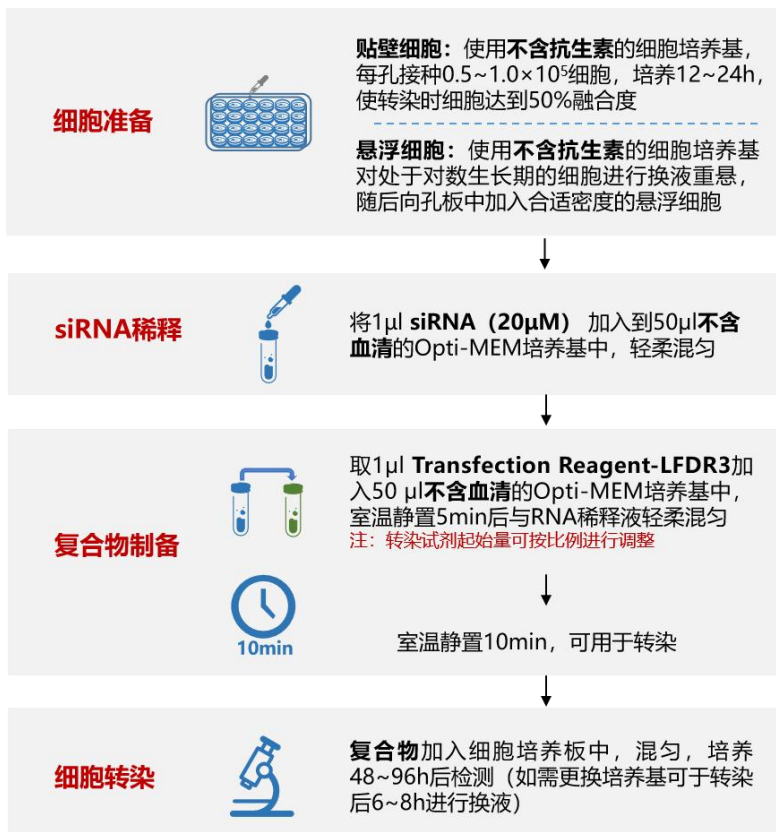 细胞准备
贴壁细胞：使用不含抗生素的细胞培养基，
每孔接种0.5~1.0×10⁵细胞，培养12~24h，
使转染时细胞达到50%融合度
悬浮细胞：使用不含抗生素的细胞培养基
对处于对数生长期的细胞进行换液重悬，
随后向孔板中加入合适密度的悬浮细胞
siRNA稀释
将1μl siRNA（20μM） 加入到50μl不含
血清的Opti-MEM培养基中，轻柔混匀
复合物制备
取1μl Transfection Reagent-LFDR3加
入50 μl不含血清的Opti-MEM培养基中，
室温静置5min后与RNA稀释液轻柔混匀
注：转染试剂起始量可按比例进行调整
10min
室温静置10min，可用于转染
细胞转染
复合物加入细胞培养板中，混匀，培养
48~96h后检测（如需更换培养基可于转染
后6~8h进行换液）